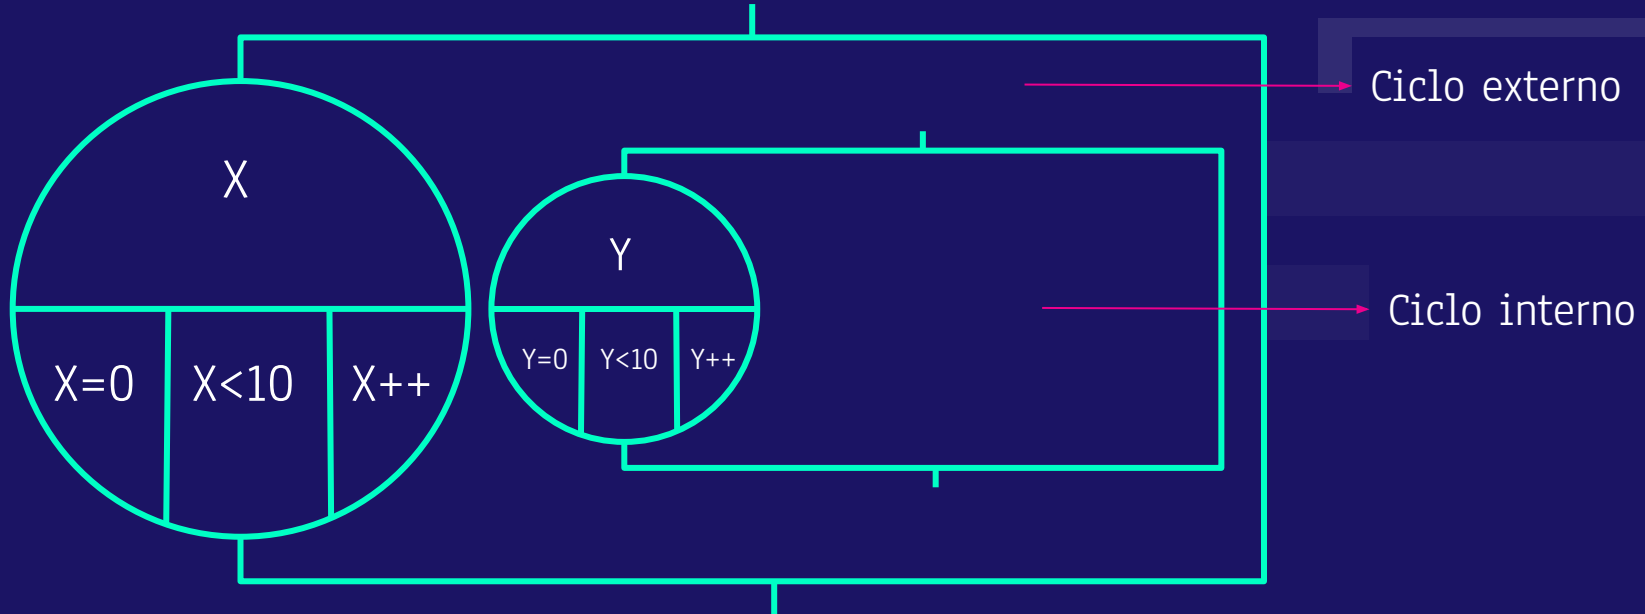 Ciclo externo
X
Y
Ciclo interno
Y=0 Y<10 Y++
X=0 X<10 X++